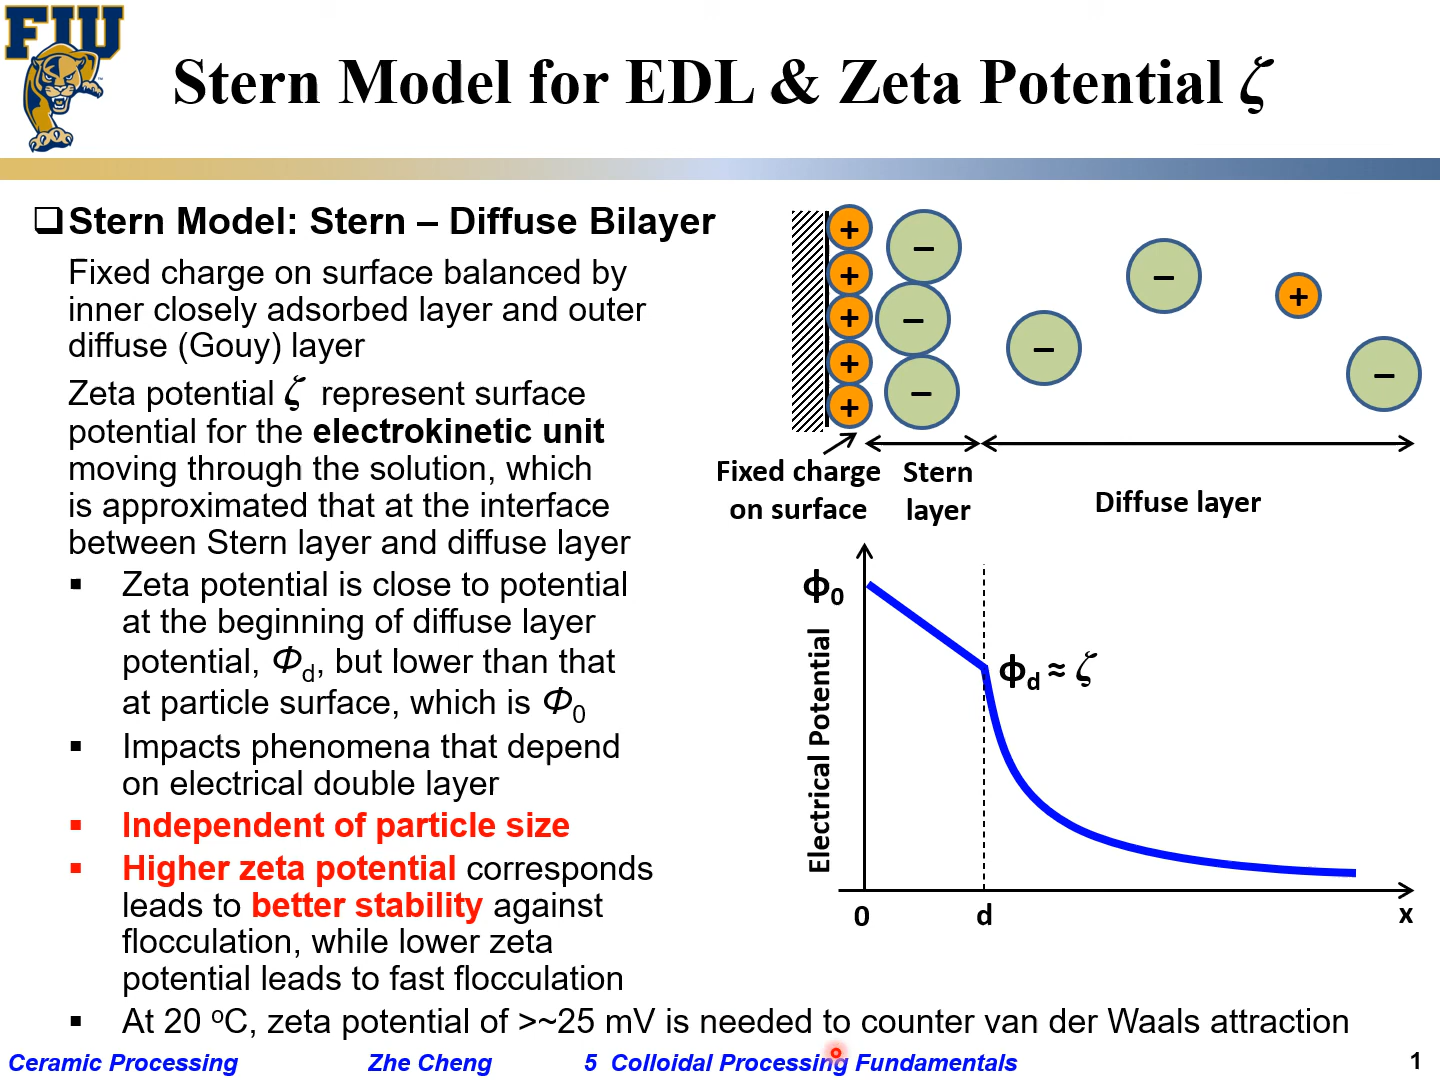 FIU
Stern Model for EDL & Zeta Potential ζ
❑Stern Model: Stern – Diffuse Bilayer
Fixed charge on surface balanced by
inner closely adsorbed layer and outer
diffuse (Gouy) layer
Zeta potential ζ represent surface
potential for the electrokinetic unit
moving through the solution, which
is approximated that at the interface
between Stern layer and diffuse layer
▪ Zeta potential is close to potential
at the beginning of diffuse layer
potential, Φd, but lower than that
at particle surface, which is Φ0
▪ Impacts phenomena that depend
on electrical double layer
▪ Independent of particle size
▪ Higher zeta potential corresponds
leads to better stability against
flocculation, while lower zeta
potential leads to fast flocculation
▪ At 20 oC, zeta potential of >~25 mV is needed to counter van der Waals attraction
+ – – +
+ – –
+ –
+ –
+
Fixed charge
on surface
Stern
layer
Diffuse layer
ϕ0
Electrical Potential
ϕd ≈ ζ
0 d x
Ceramic Processing Zhe Cheng 5 Colloidal Processing Fundamentals 1